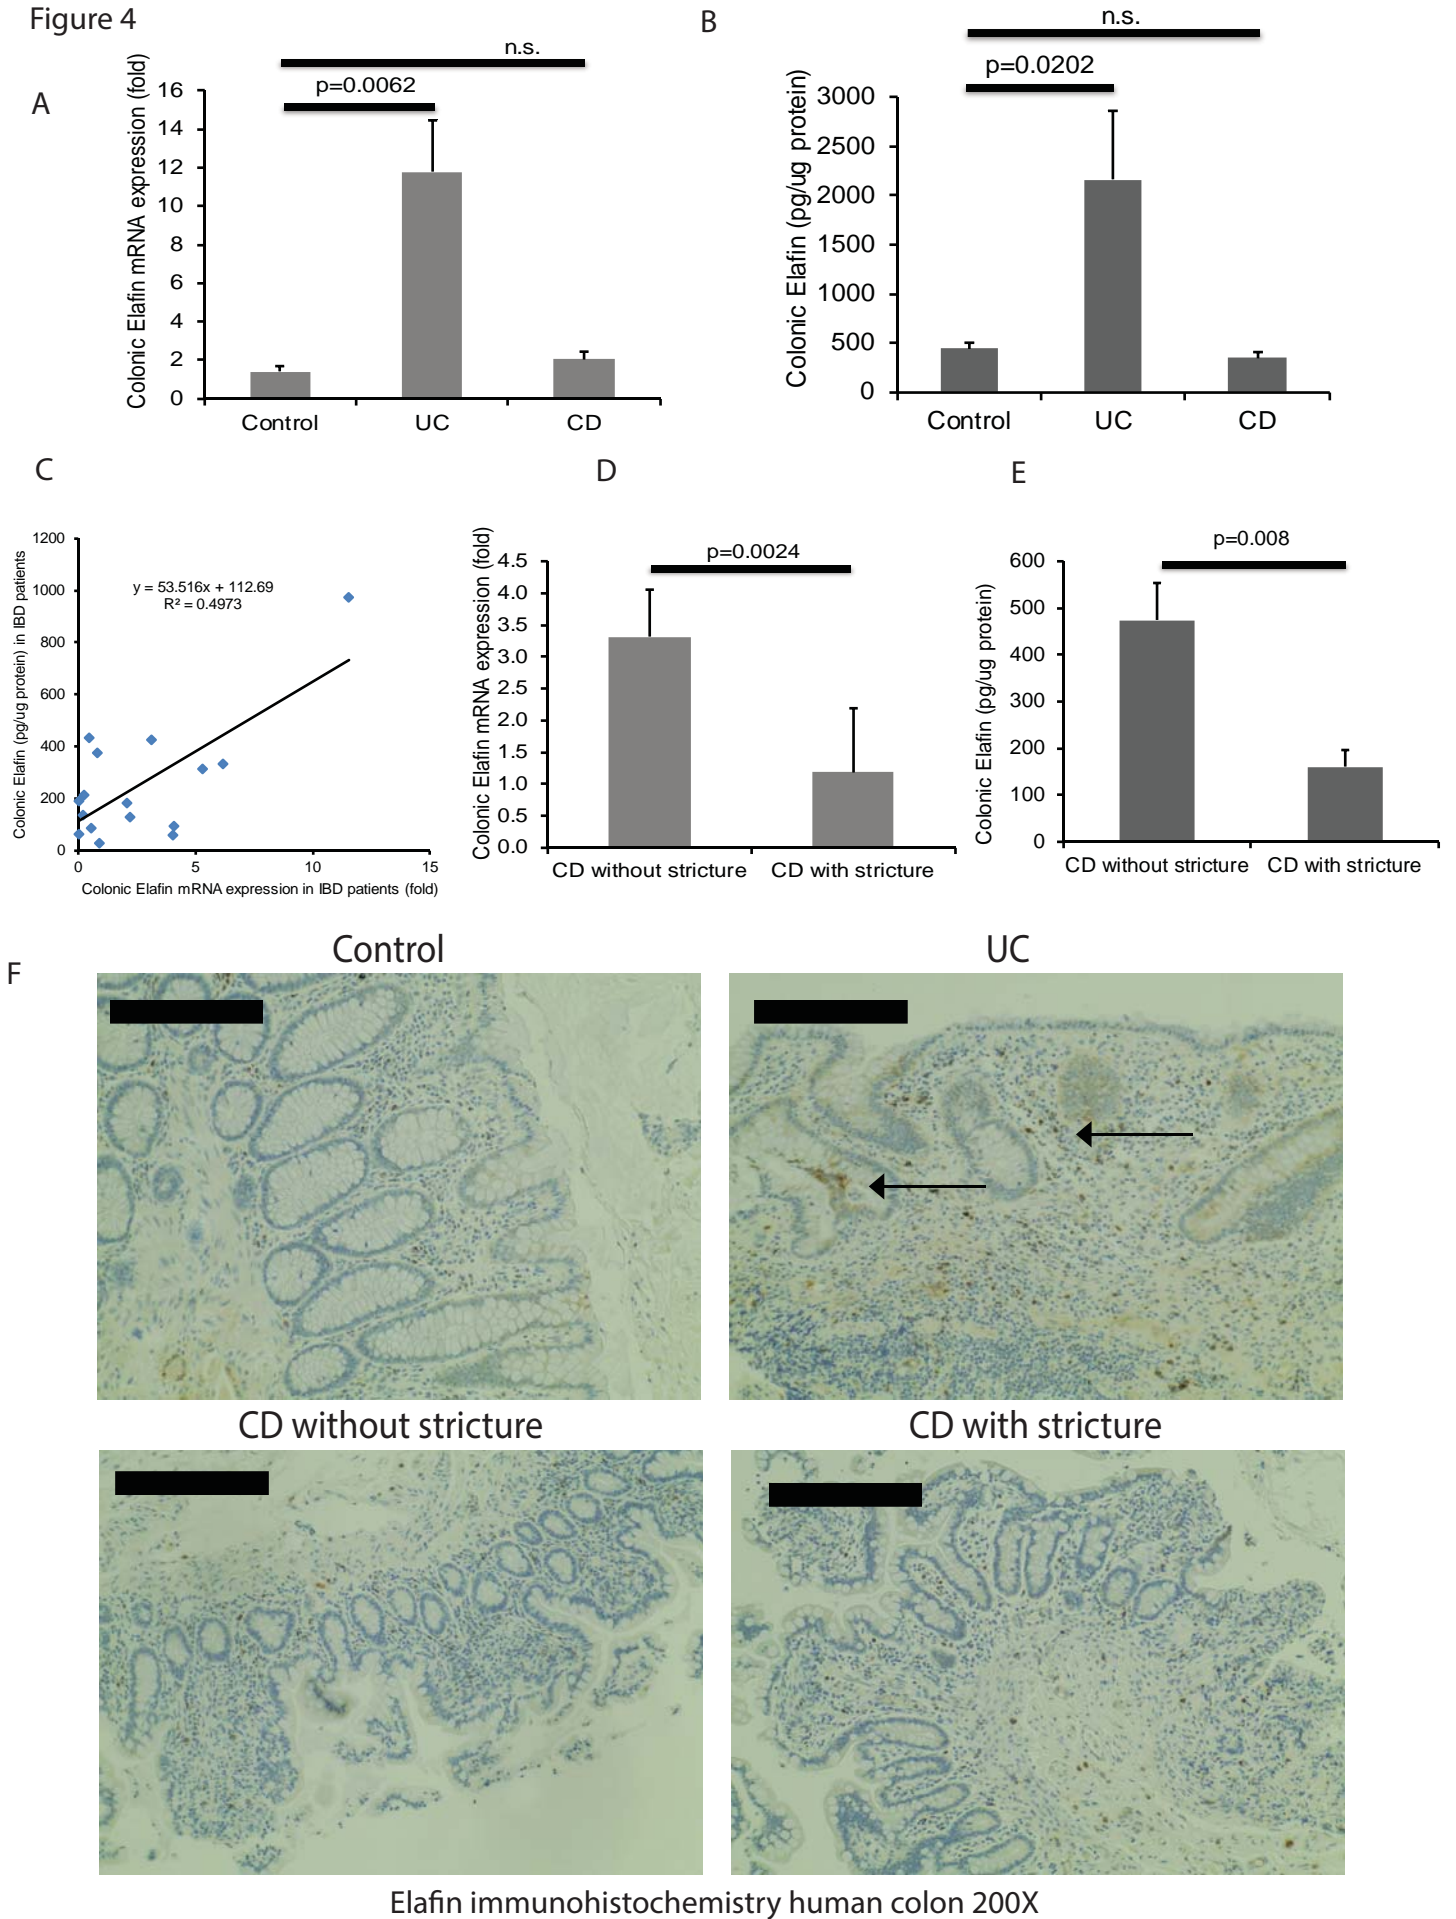 Figure 4
A
Colonic Elafin mRNA expression (fold)
n.s.
p=0.0062
16
14
12
10
8
6
4
2
0
Control UC CD
B
Colonic Elafin (pg/ug protein)
n.s.
p=0.0202
3000
2500
2000
1500
1000
500
0
Control UC CD
C
Colonic Elafin (pg/ug protein) in IBD patients
1200
1000
800
600
400
200
0
y = 53.516x + 112.69
R² = 0.4973
0 5 10 15
Colonic Elafin mRNA expression in IBD patients (fold)
D
Colonic Elafin mRNA expression (fold)
p=0.0024
4.5
4.0
3.5
3.0
2.5
2.0
1.5
1.0
0.5
0.0
CD without stricture CD with stricture
E
Colonic Elafin (pg/ug protein)
p=0.008
600
500
400
300
200
100
0
CD without stricture CD with stricture
F
Control
UC
CD without stricture
CD with stricture
Elafin immunohistochemistry human colon 200X